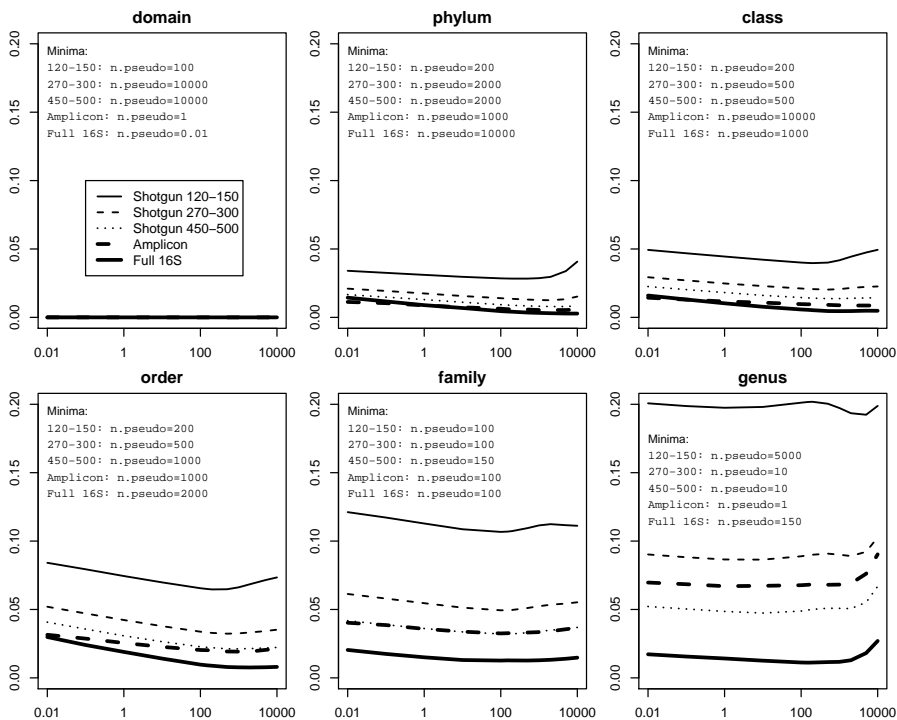 domain
0.00 0.05 0.10 0.15 0.20
Minima:
120−150: n.pseudo=100
270−300: n.pseudo=10000
450−500: n.pseudo=10000
Amplicon: n.pseudo=1
Full 16S: n.pseudo=0.01
Shotgun 120−150
Shotgun 270−300
Shotgun 450−500
Amplicon
Full 16S
0.01 1 100 10000
phylum
0.00 0.05 0.10 0.15 0.20
Minima:
120−150: n.pseudo=200
270−300: n.pseudo=2000
450−500: n.pseudo=2000
Amplicon: n.pseudo=1000
Full 16S: n.pseudo=10000
0.01 1 100 10000
class
0.00 0.05 0.10 0.15 0.20
Minima:
120−150: n.pseudo=200
270−300: n.pseudo=500
450−500: n.pseudo=500
Amplicon: n.pseudo=10000
Full 16S: n.pseudo=1000
0.01 1 100 10000
order
0.00 0.05 0.10 0.15 0.20
Minima:
120−150: n.pseudo=200
270−300: n.pseudo=500
450−500: n.pseudo=1000
Amplicon: n.pseudo=1000
Full 16S: n.pseudo=2000
0.01 1 100 10000
family
0.00 0.05 0.10 0.15 0.20
Minima:
120−150: n.pseudo=100
270−300: n.pseudo=100
450−500: n.pseudo=150
Amplicon: n.pseudo=100
Full 16S: n.pseudo=100
0.01 1 100 10000
genus
0.00 0.05 0.10 0.15 0.20
Minima:
120−150: n.pseudo=5000
270−300: n.pseudo=10
450−500: n.pseudo=10
Amplicon: n.pseudo=1
Full 16S: n.pseudo=150
0.01 1 100 10000